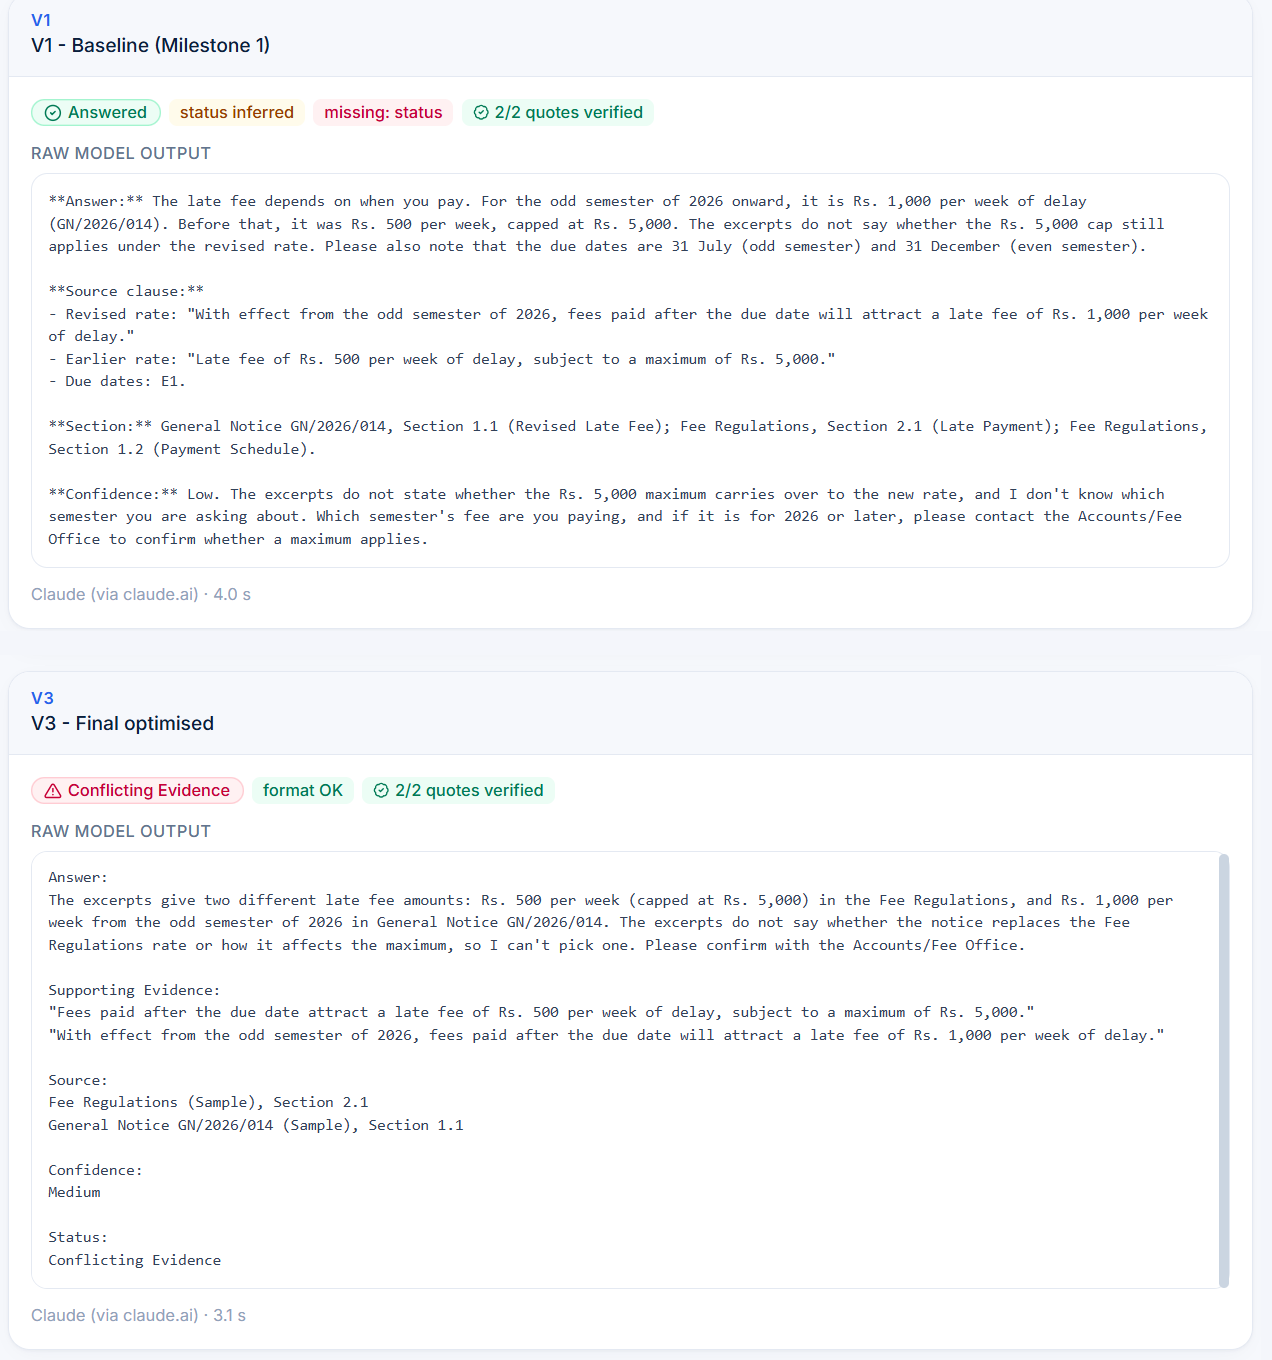 V1
V1 - Baseline (Milestone 1)
Answered status inferred missing: status 2/2 quotes verified
RAW MODEL OUTPUT
**Answer:** The late fee depends on when you pay. For the odd semester of 2026 onward, it is Rs. 1,000 per week of delay
(GN/2026/014). Before that, it was Rs. 500 per week, capped at Rs. 5,000. The excerpts do not say whether the Rs. 5,000 cap still
applies under the revised rate. Please also note that the due dates are 31 July (odd semester) and 31 December (even semester).
**Source clause:**
- Revised rate: "With effect from the odd semester of 2026, fees paid after the due date will attract a late fee of Rs. 1,000 per week
of delay."
- Earlier rate: "Late fee of Rs. 500 per week of delay, subject to a maximum of Rs. 5,000."
- Due dates: E1.
**Section:** General Notice GN/2026/014, Section 1.1 (Revised Late Fee); Fee Regulations, Section 2.1 (Late Payment); Fee Regulations,
Section 1.2 (Payment Schedule).
**Confidence:** Low. The excerpts do not state whether the Rs. 5,000 maximum carries over to the new rate, and I don't know which
semester you are asking about. Which semester's fee are you paying, and if it is for 2026 or later, please contact the Accounts/Fee
Office to confirm whether a maximum applies.
Claude (via claude.ai) · 4.0 s
V3
V3 - Final optimised
Conflicting Evidence format OK 2/2 quotes verified
RAW MODEL OUTPUT
Answer:
The excerpts give two different late fee amounts: Rs. 500 per week (capped at Rs. 5,000) in the Fee Regulations, and Rs. 1,000 per
week from the odd semester of 2026 in General Notice GN/2026/014. The excerpts do not say whether the notice replaces the Fee
Regulations rate or how it affects the maximum, so I can't pick one. Please confirm with the Accounts/Fee Office.
Supporting Evidence:
"Fees paid after the due date attract a late fee of Rs. 500 per week of delay, subject to a maximum of Rs. 5,000."
"With effect from the odd semester of 2026, fees paid after the due date will attract a late fee of Rs. 1,000 per week of delay."
Source:
Fee Regulations (Sample), Section 2.1
General Notice GN/2026/014 (Sample), Section 1.1
Confidence:
Medium
Status:
Conflicting Evidence
Claude (via claude.ai) · 3.1 s